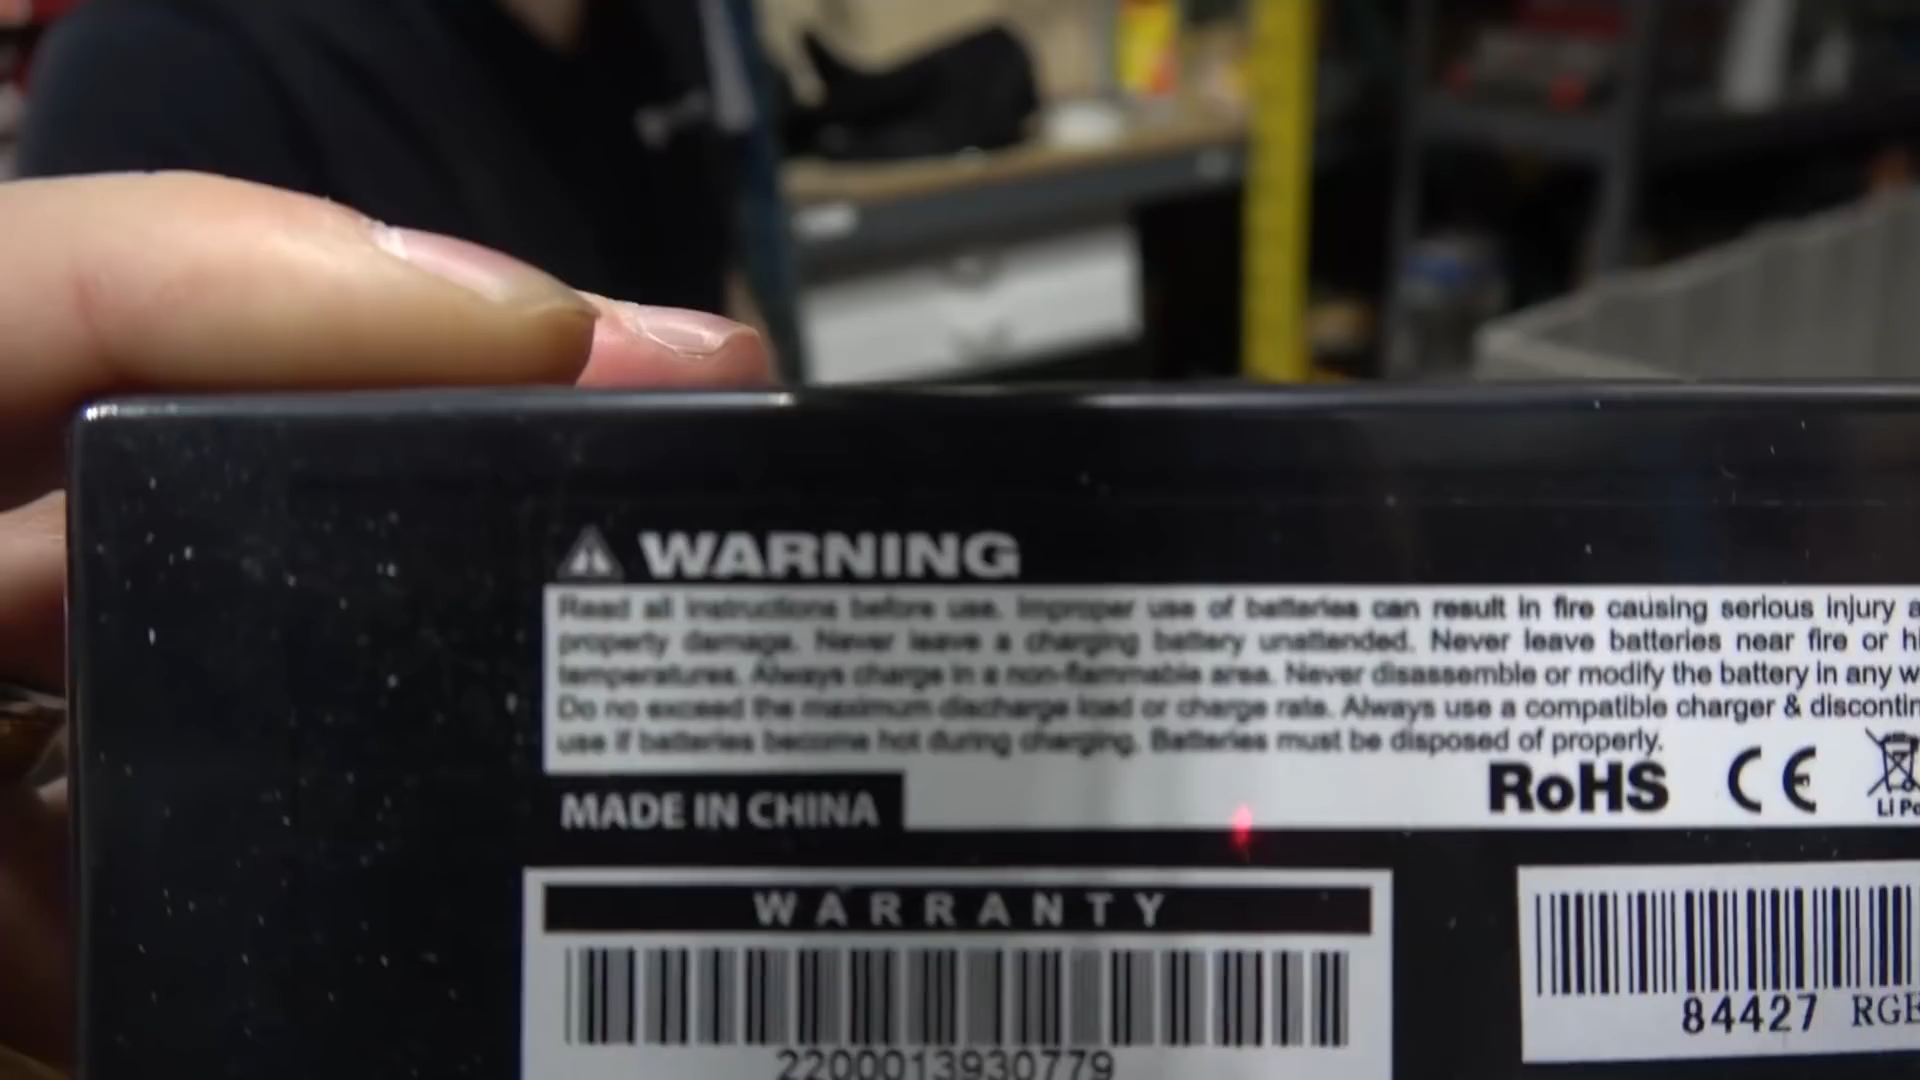 WARNING
Read all instructions before use. Improper use of batteries can result in fire causing serious injury a
property damage. Never leave a charging battery unattended. Never leave batteries near fire or hi
temperatures. Always charge in a non-flammable area. Never disassemble or modify the battery in any w
Do no exceed the maximum discharge load or charge rate. Always use a compatible charger & discontin
use if batteries become hot during charging. Batteries must be disposed of properly.
RoHS CE
Li Po
MADE IN CHINA
WARRANTY
2200013930779
84427 RGE